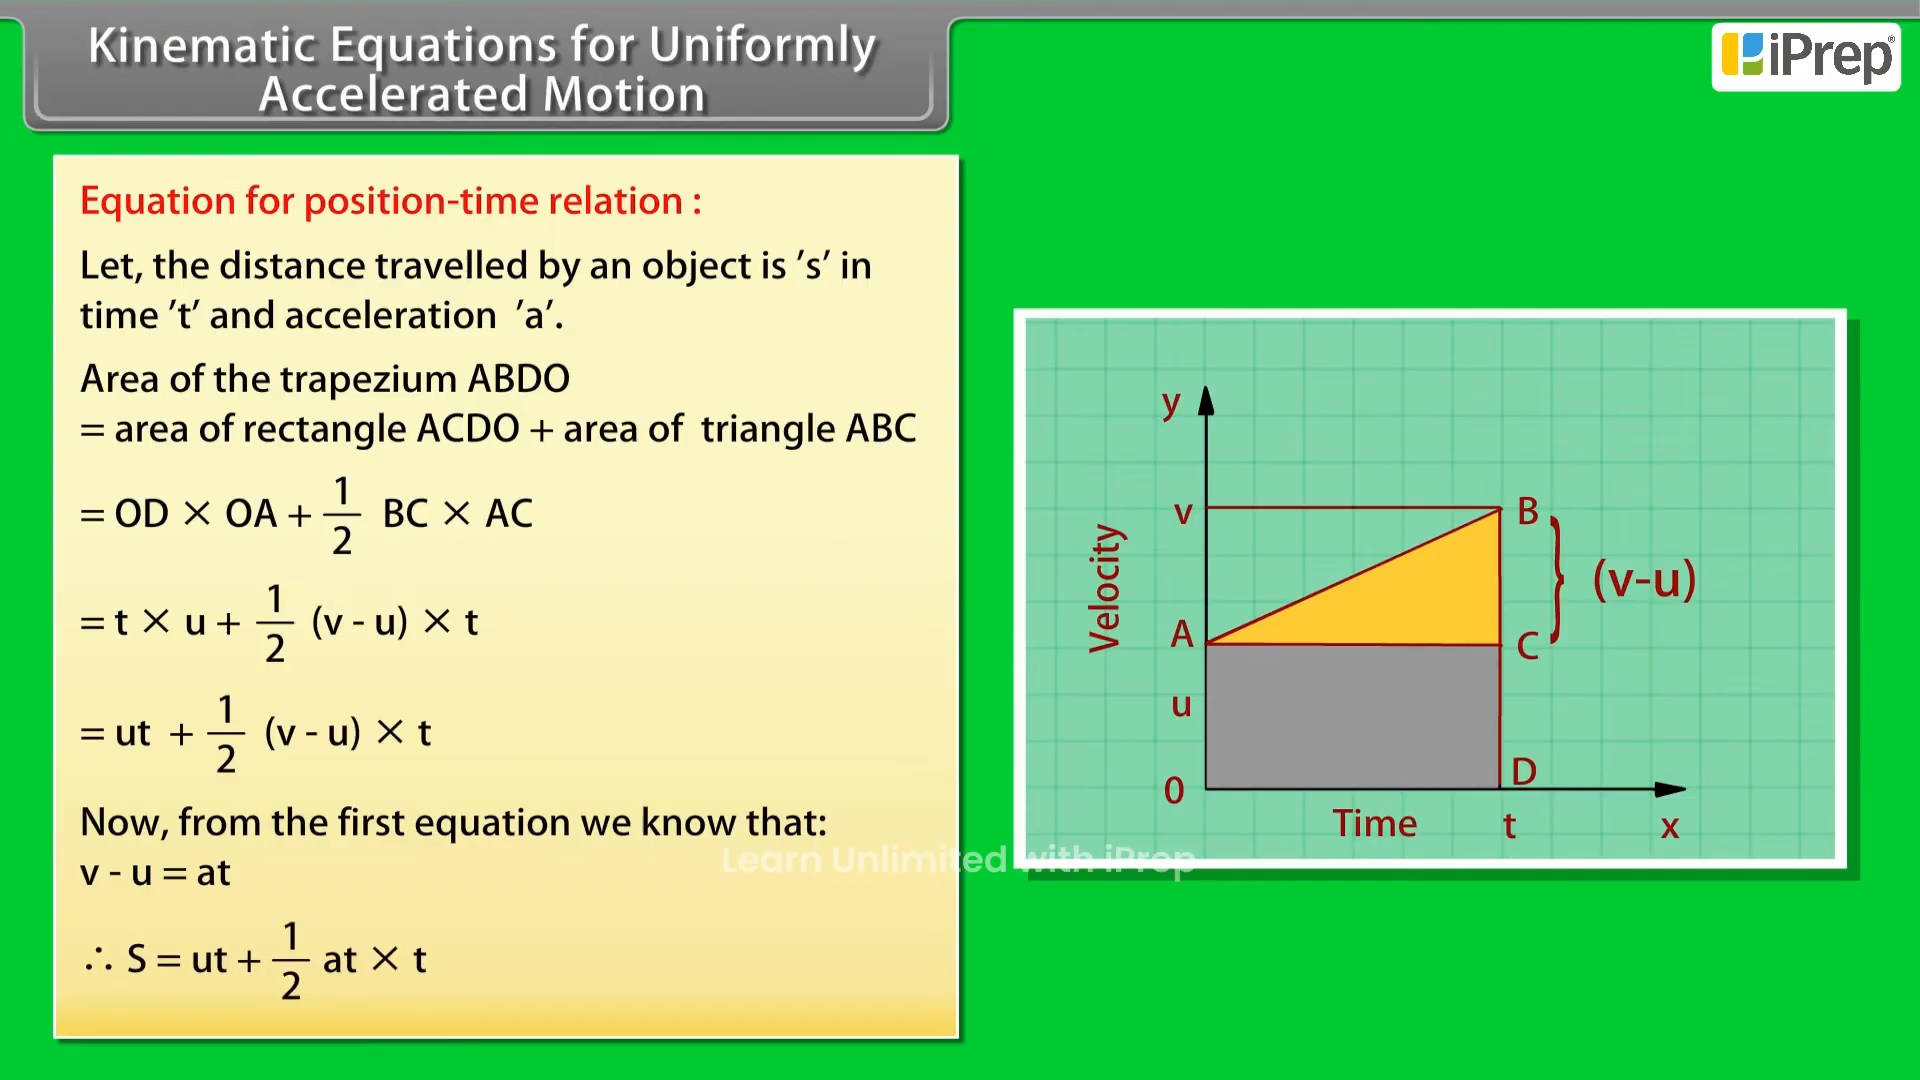 Kinematic Equations for Uniformly
Accelerated Motion
iPrep®
Equation for position-time relation :
Let, the distance travelled by an object is ’s’ in
time ’t’ and acceleration ’a’.
Area of the trapezium ABDO
= area of rectangle ACDO + area of triangle ABC
= OD × OA + 1/2 BC × AC
= t × u + 1/2 (v - u) × t
= ut + 1/2 (v - u) × t
Now, from the first equation we know that:
v - u = at
∴ S = ut + 1/2 at × t
y
v
B
Velocity
(v-u)
A
C
u
D
0
Time
t
x
Learn Unlimited with iPrep